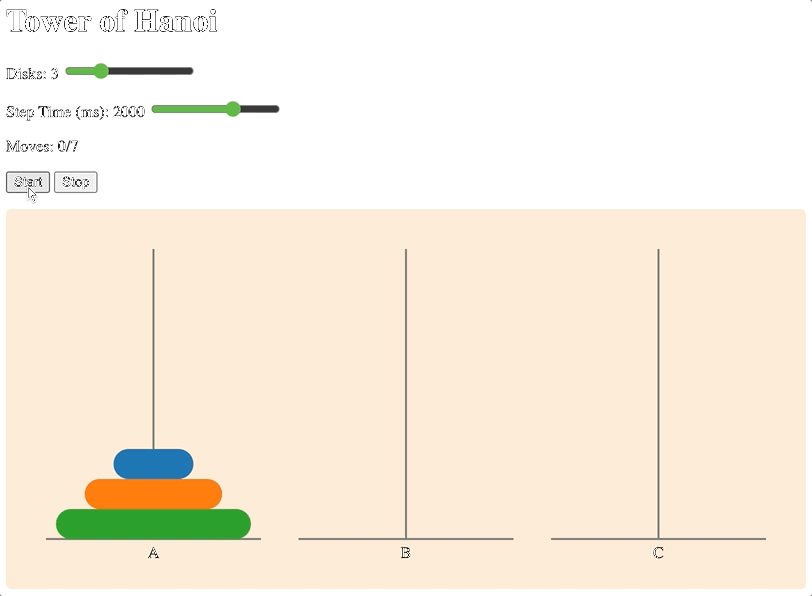 Tower of Hanoi
Disks: 3
Step Time (ms): 2000
Moves: 0/7
Start Stop
A B C